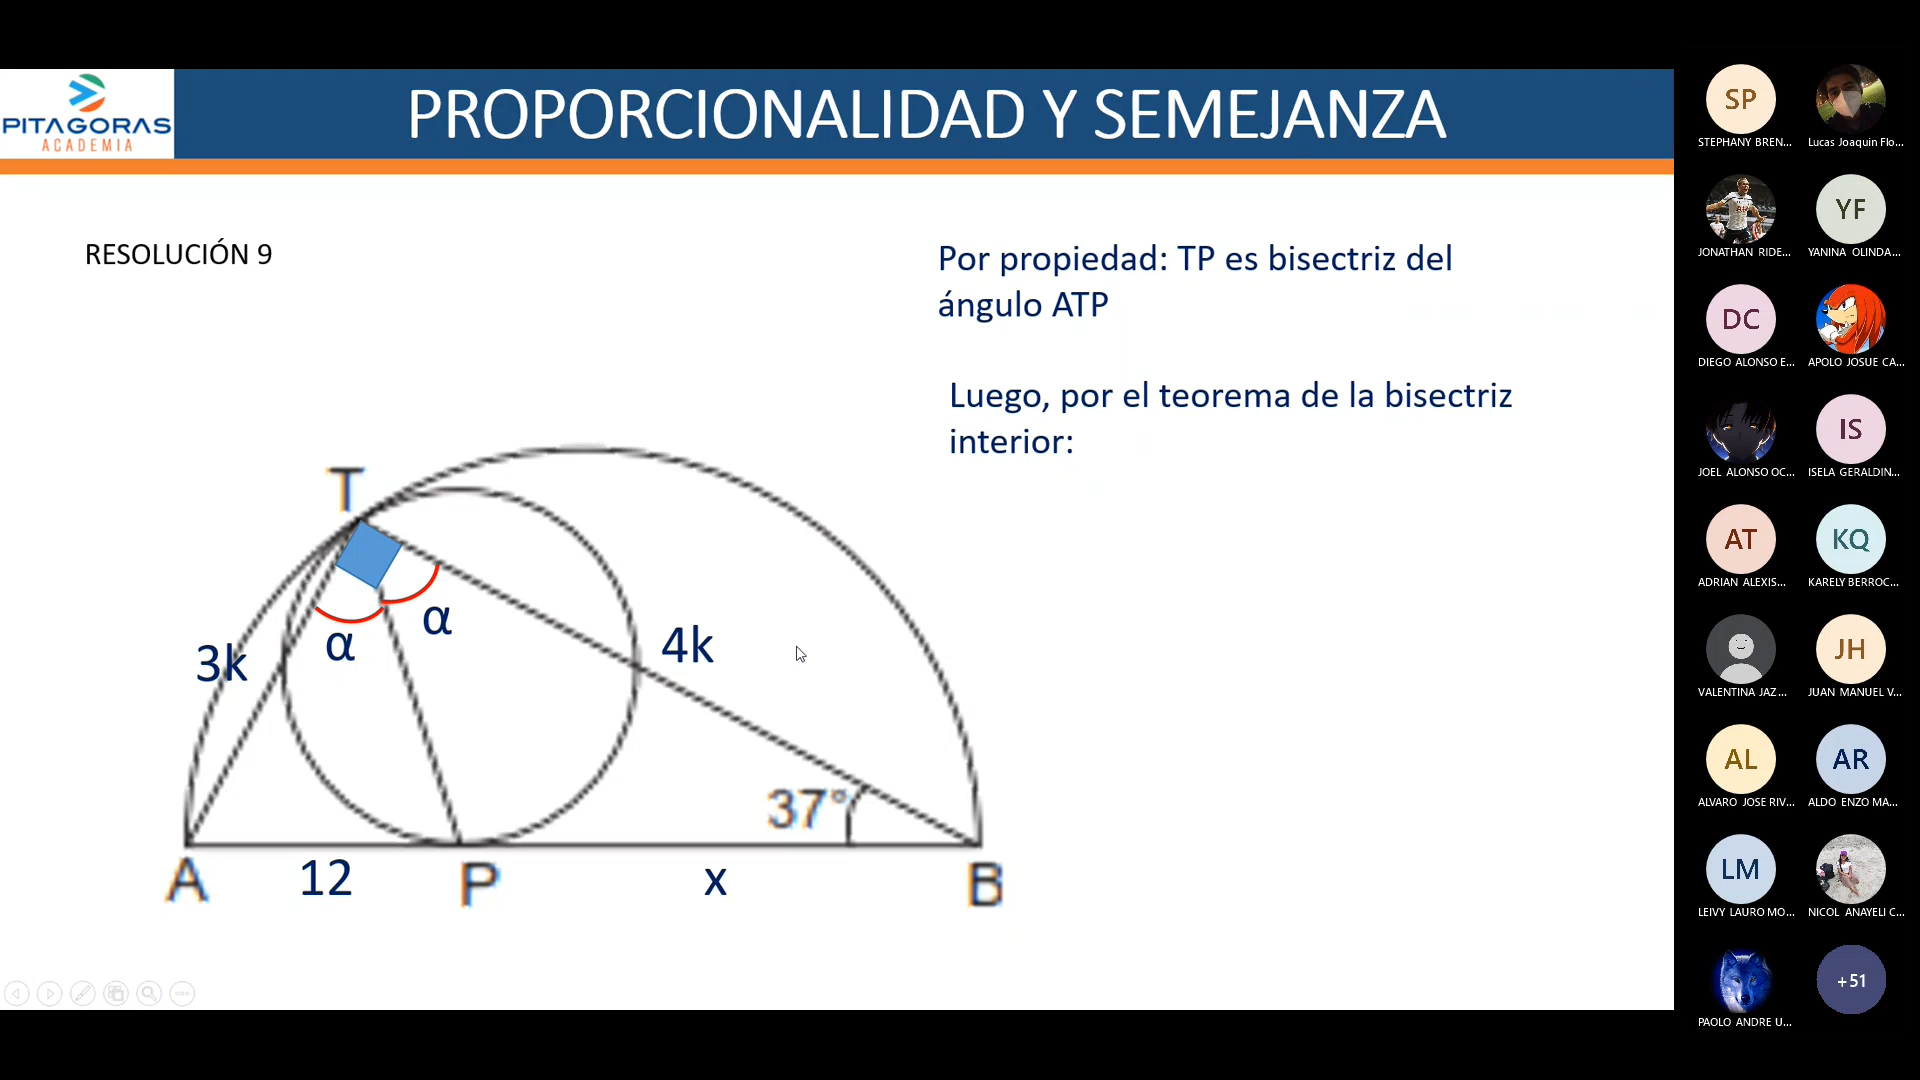 PITAGORAS
ACADEMIA
PROPORCIONALIDAD Y SEMEJANZA
RESOLUCIÓN 9
Por propiedad: TP es bisectriz del
ángulo ATP
Luego, por el teorema de la bisectriz
interior:
T
α
α
3k
4k
37°
A
12
P
x
B
SP
STEPHANY BREN...
Lucas Joaquin Flo...
JONATHAN RIDE...
YF
YANINA OLINDA...
DC
DIEGO ALONSO E...
APOLO JOSUE CA...
JOEL ALONSO OC...
IS
ISELA GERALDIN...
AT
ADRIAN ALEXIS...
KQ
KARELY BERROC...
VALENTINA JAZ...
JH
JUAN MANUEL V...
AL
ALVARO JOSE RIV...
AR
ALDO ENZO MA...
LM
LEIVY LAURO MO...
NICOL ANAYELI C...
PAOLO ANDRE U...
+51